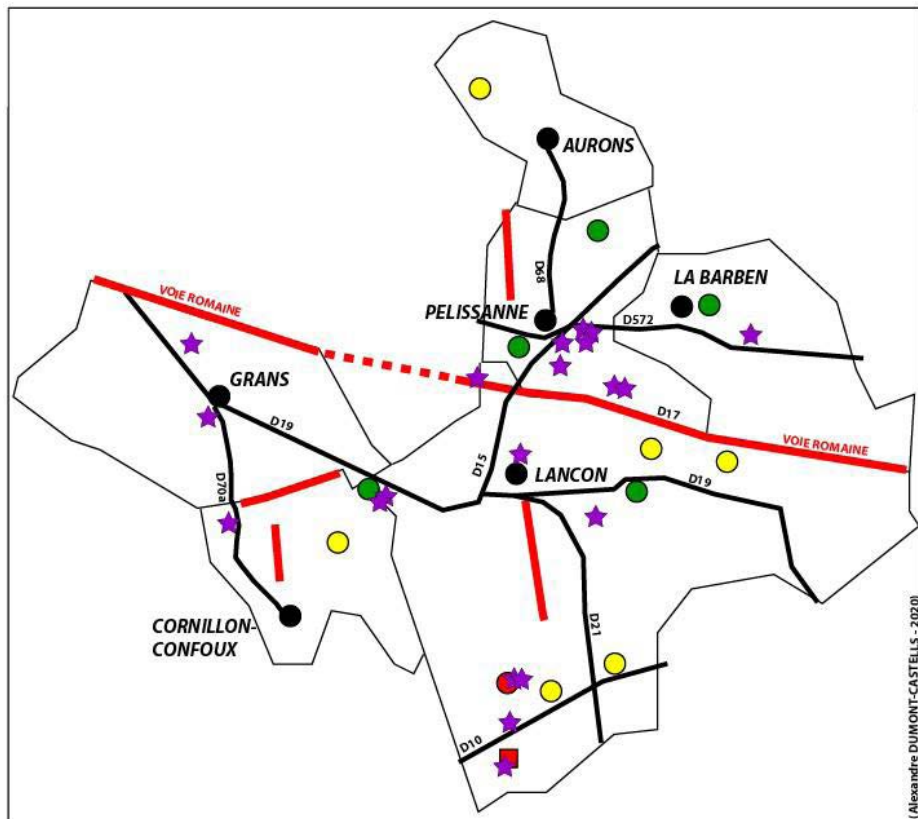 AURONS
D68
LA BARBEN
VOIE ROMAINE
PELISSANNE
D572
GRANS
D19
D17
VOIE ROMAINE
D15
LANCON
D19
D70a
CORNILLON-
CONFOUX
D21
D10
(Alexandre DUMONT-CASTELLS - 2020)